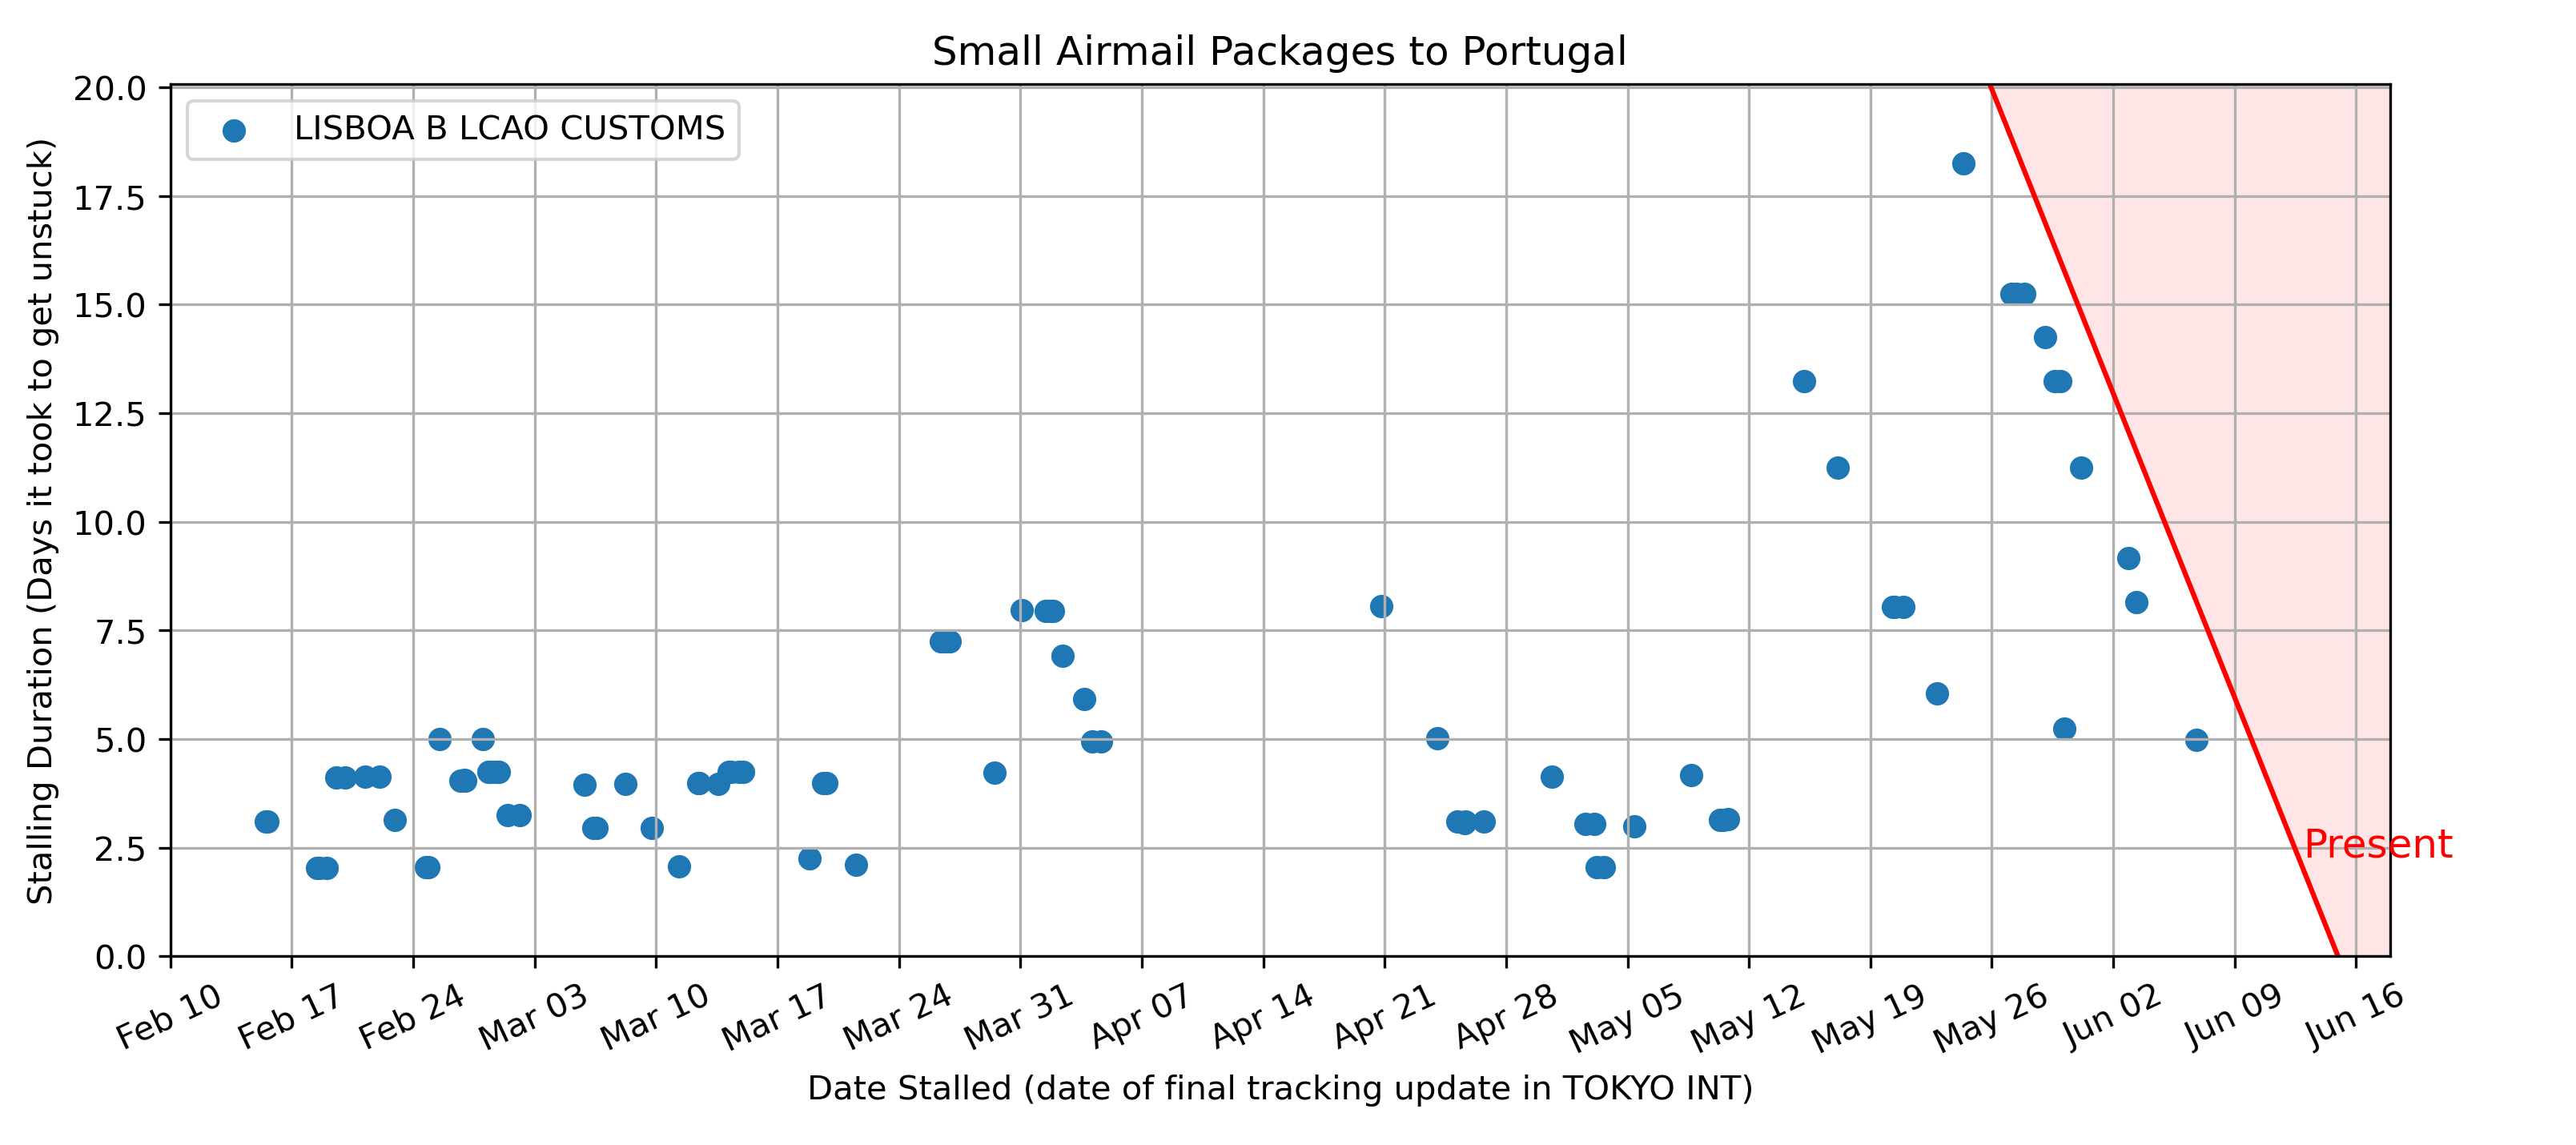 Small Airmail Packages to Portugal
LISBOA B LCAO CUSTOMS
Stalling Duration (Days it took to get unstuck)
20.0
17.5
15.0
12.5
10.0
7.5
5.0
2.5
0.0
Present
Feb 10
Feb 17
Feb 24
Mar 03
Mar 10
Mar 17
Mar 24
Mar 31
Apr 07
Apr 14
Apr 21
Apr 28
May 05
May 12
May 19
May 26
Jun 02
Jun 09
Jun 16
Date Stalled (date of final tracking update in TOKYO INT)